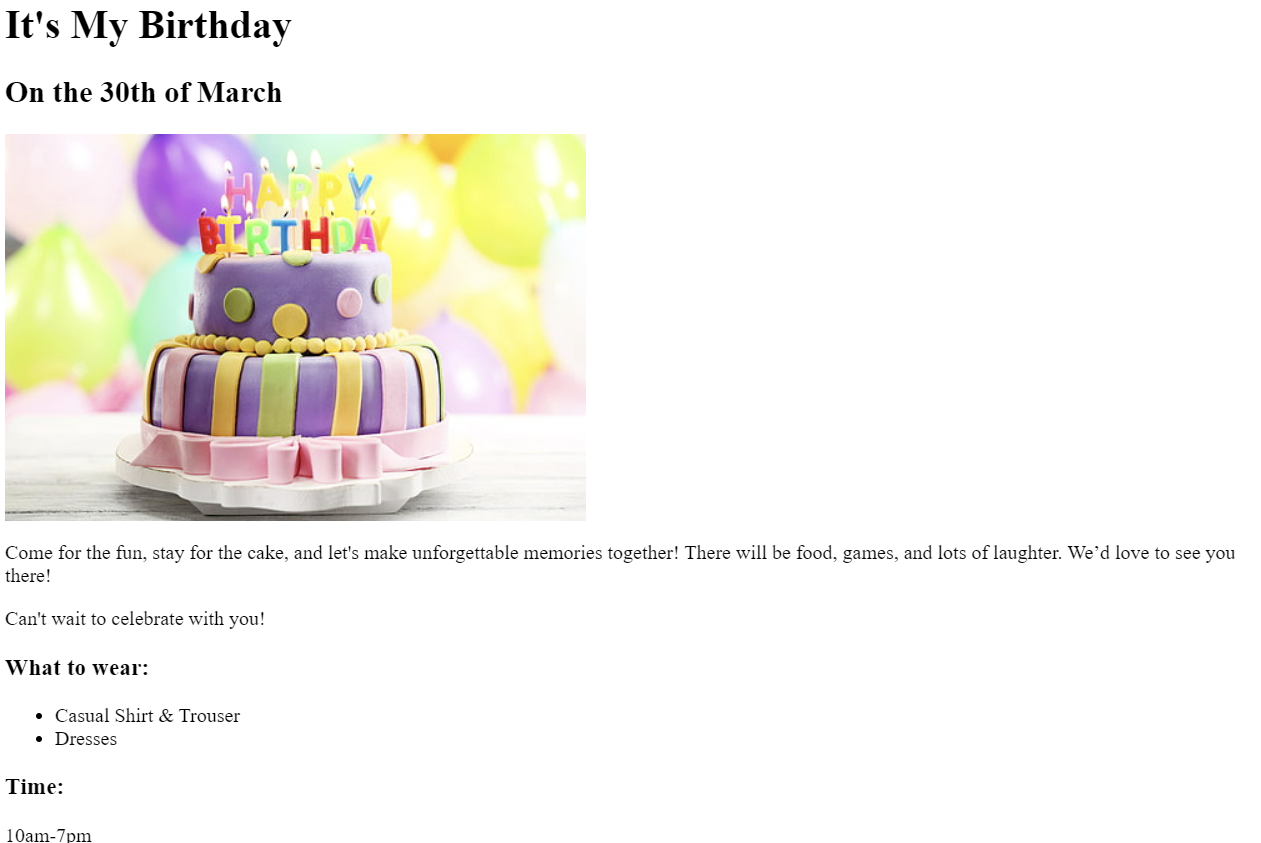 It's My Birthday
On the 30th of March
HAPPY
BIRTHDAY
Come for the fun, stay for the cake, and let's make unforgettable memories together! There will be food, games, and lots of laughter. We’d love to see you
there!
Can't wait to celebrate with you!
What to wear:
Casual Shirt & Trouser
Dresses
Time:
10am-7pm